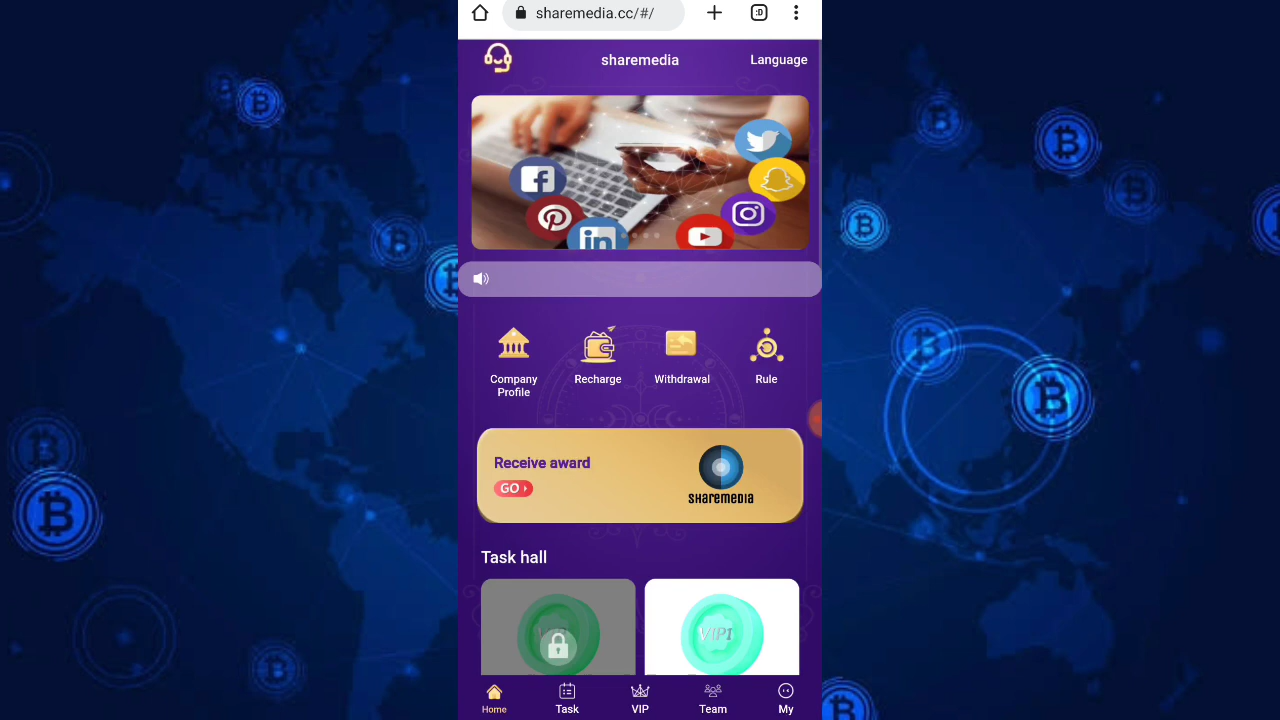 sharemedia.cc/#/
:D
sharemedia
Language
Company
Profile
Recharge
Withdrawal
Rule
Receive award
GO
SHAREMEDIA
Task hall
VIP1
Home
Task
VIP
Team
My